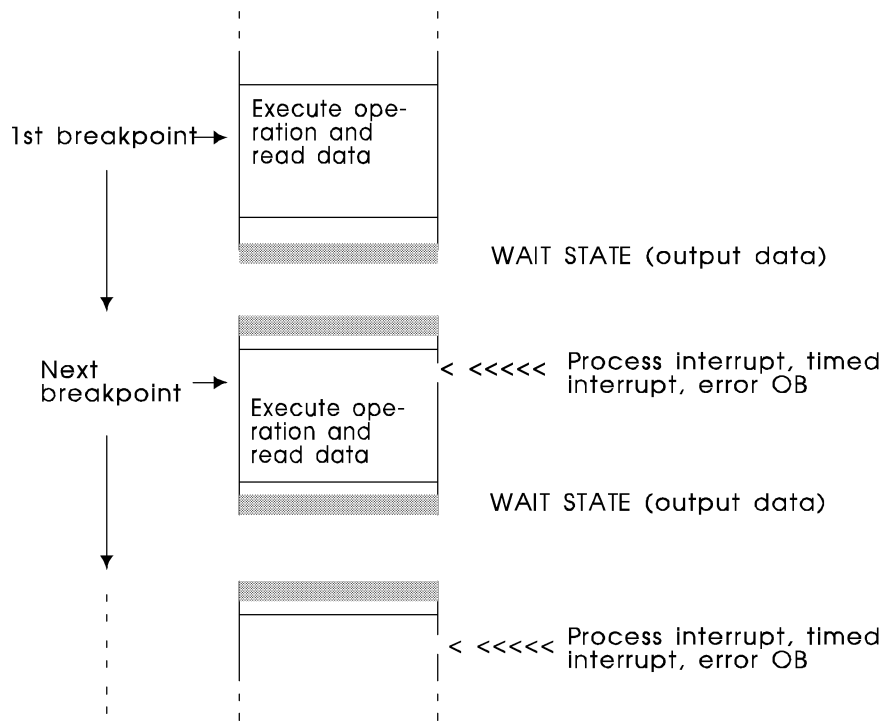 Execute ope-
ration and
read data
1st breakpoint
WAIT STATE (output data)
Next
breakpoint
Process interrupt, timed
interrupt, error OB
< <<<<<
Execute ope-
ration and
read data
WAIT STATE (output data)
Process interrupt, timed
interrupt, error OB
< <<<<<